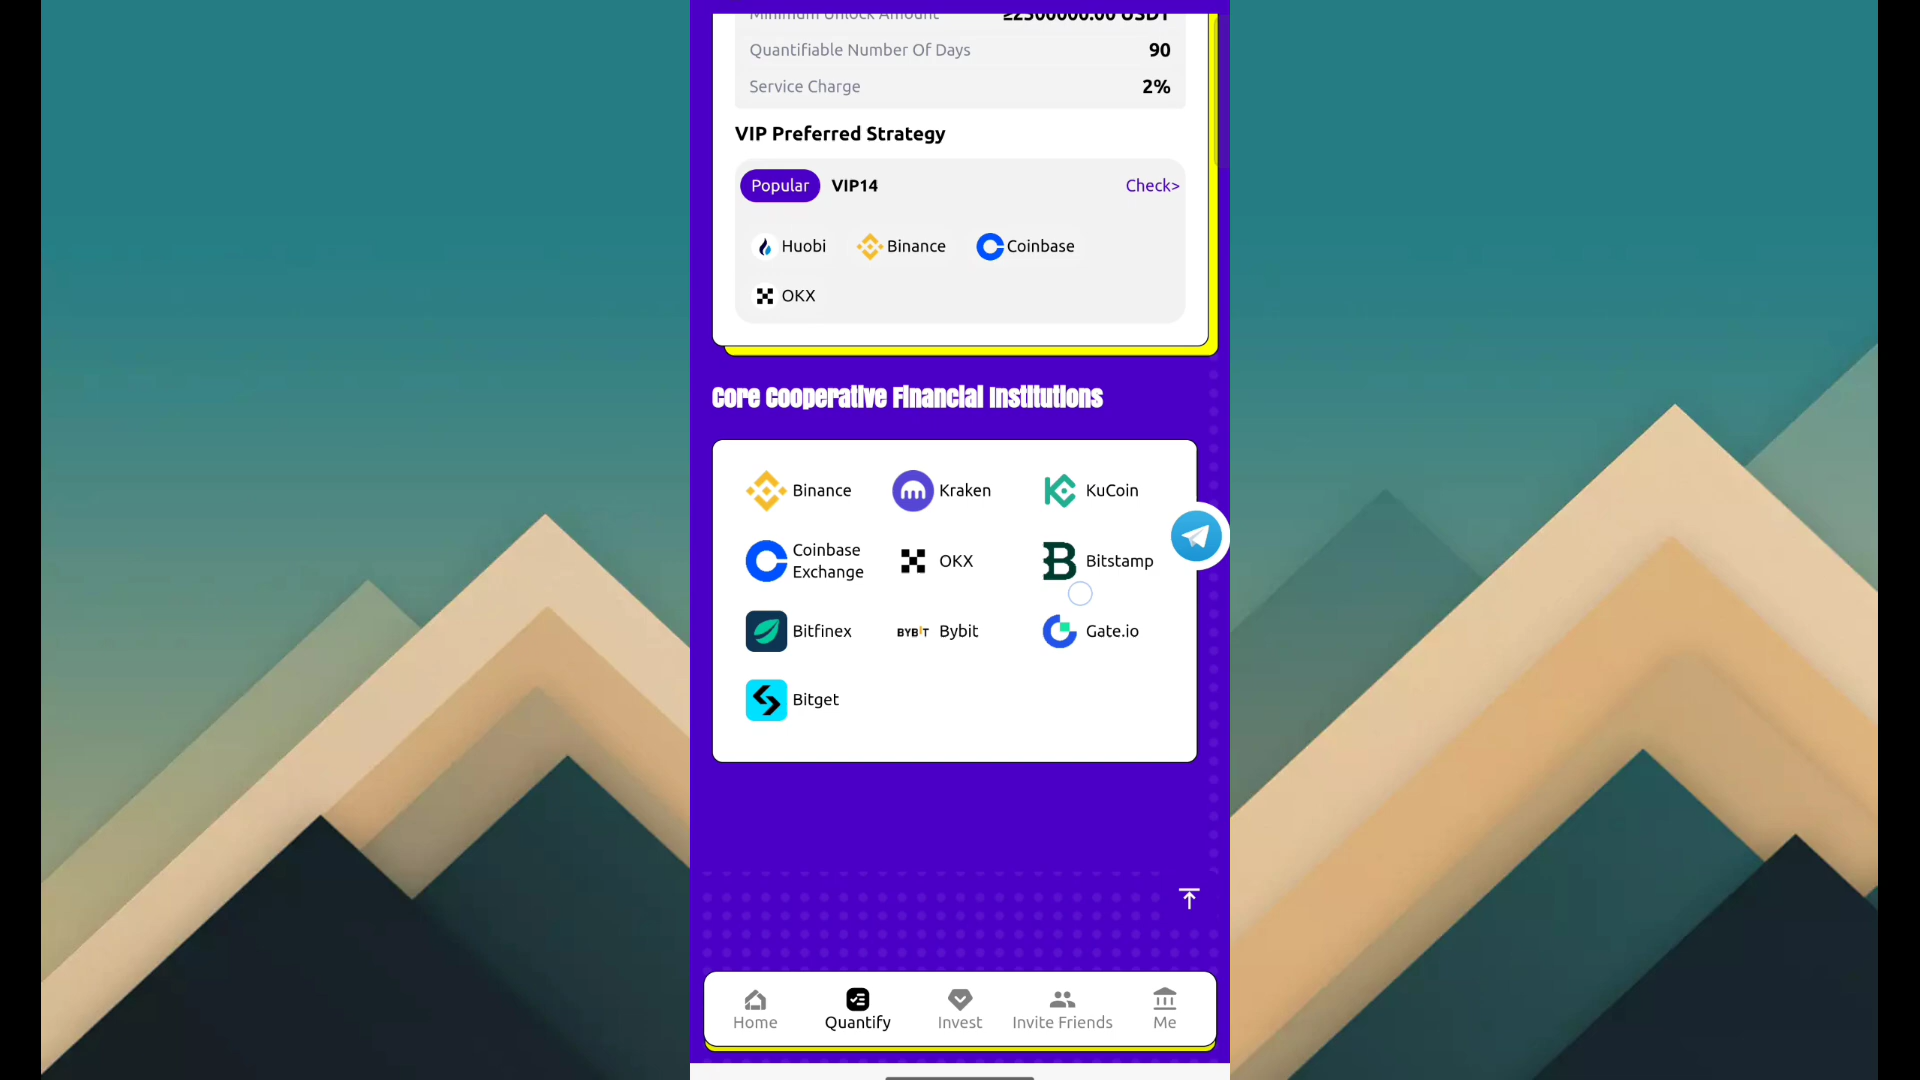 Minimum Unlock Amount ≥2500000.00 USDT
Quantifiable Number Of Days 90
Service Charge 2%
VIP Preferred Strategy
Popular VIP14 Check>
Huobi Binance Coinbase
OKX
Core Cooperative Financial Institutions
Binance Kraken KuCoin
Coinbase Exchange OKX Bitstamp
Bitfinex BYBIT Bybit Gate.io
Bitget
Home Quantify Invest Invite Friends Me